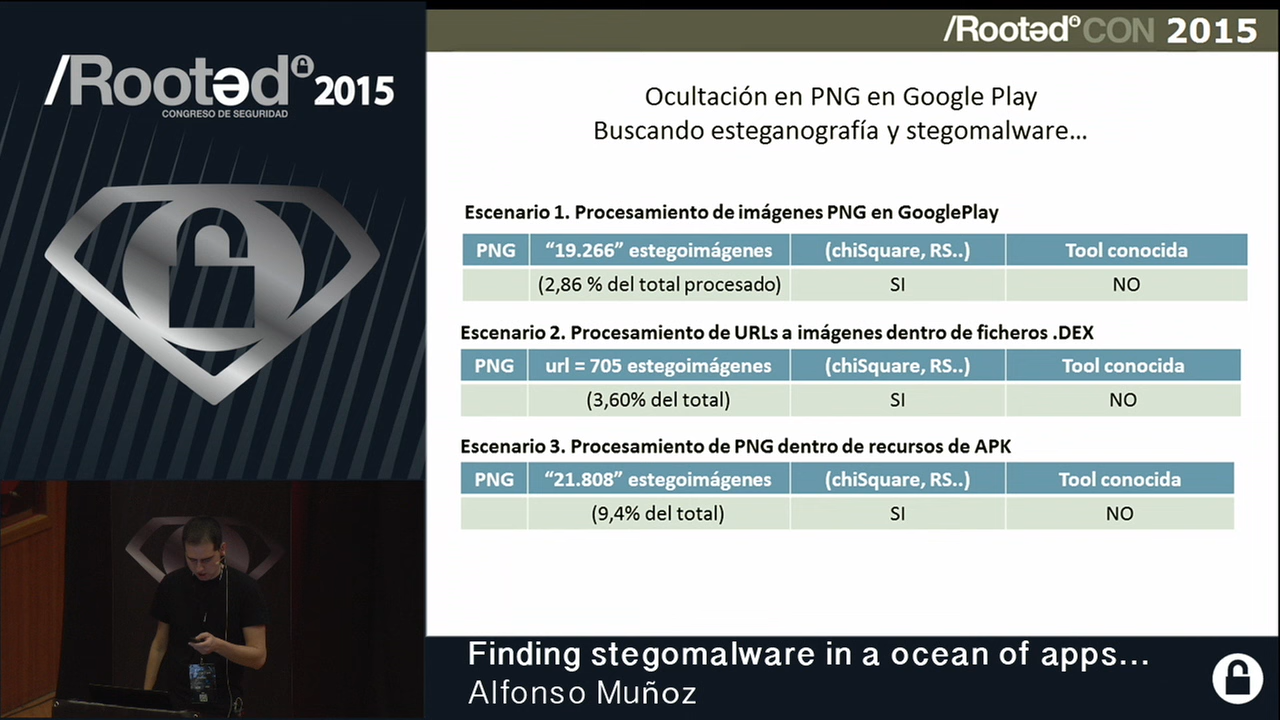 /Rootəd 2015
CONGRESO DE SEGURIDAD
/RootədCON 2015
Ocultación en PNG en Google Play
Buscando esteganografía y stegomalware...
Escenario 1. Procesamiento de imágenes PNG en GooglePlay
PNG “19.266” estegoimágenes (chiSquare, RS..) Tool conocida
(2,86 % del total procesado) SI NO
Escenario 2. Procesamiento de URLs a imágenes dentro de ficheros .DEX
PNG url = 705 estegoimágenes (chiSquare, RS..) Tool conocida
(3,60% del total) SI NO
Escenario 3. Procesamiento de PNG dentro de recursos de APK
PNG “21.808” estegoimágenes (chiSquare, RS..) Tool conocida
(9,4% del total) SI NO
Finding stegomalware in a ocean of apps...
Alfonso Muñoz